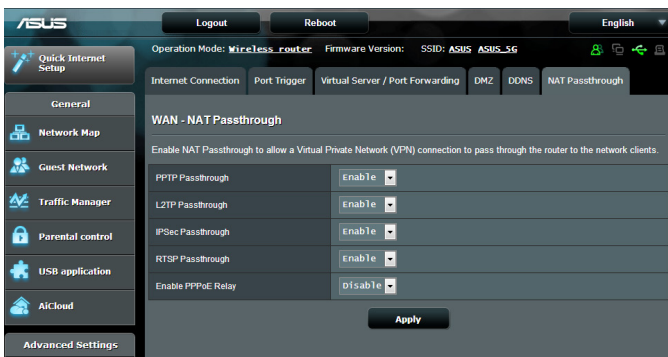 ASUS
Logout
Reboot
English
Quick Internet Setup
Operation Mode: Wireless router Firmware Version: SSID: ASUS ASUS_5G
Internet Connection
Port Trigger
Virtual Server / Port Forwarding
DMZ
DDNS
NAT Passthrough
General
Network Map
Guest Network
Traffic Manager
Parental control
USB application
AiCloud
Advanced Settings
WAN - NAT Passthrough
Enable NAT Passthrough to allow a Virtual Private Network (VPN) connection to pass through the router to the network clients.
PPTP Passthrough Enable
L2TP Passthrough Enable
IPSec Passthrough Enable
RTSP Passthrough Enable
Enable PPPoE Relay Disable
Apply